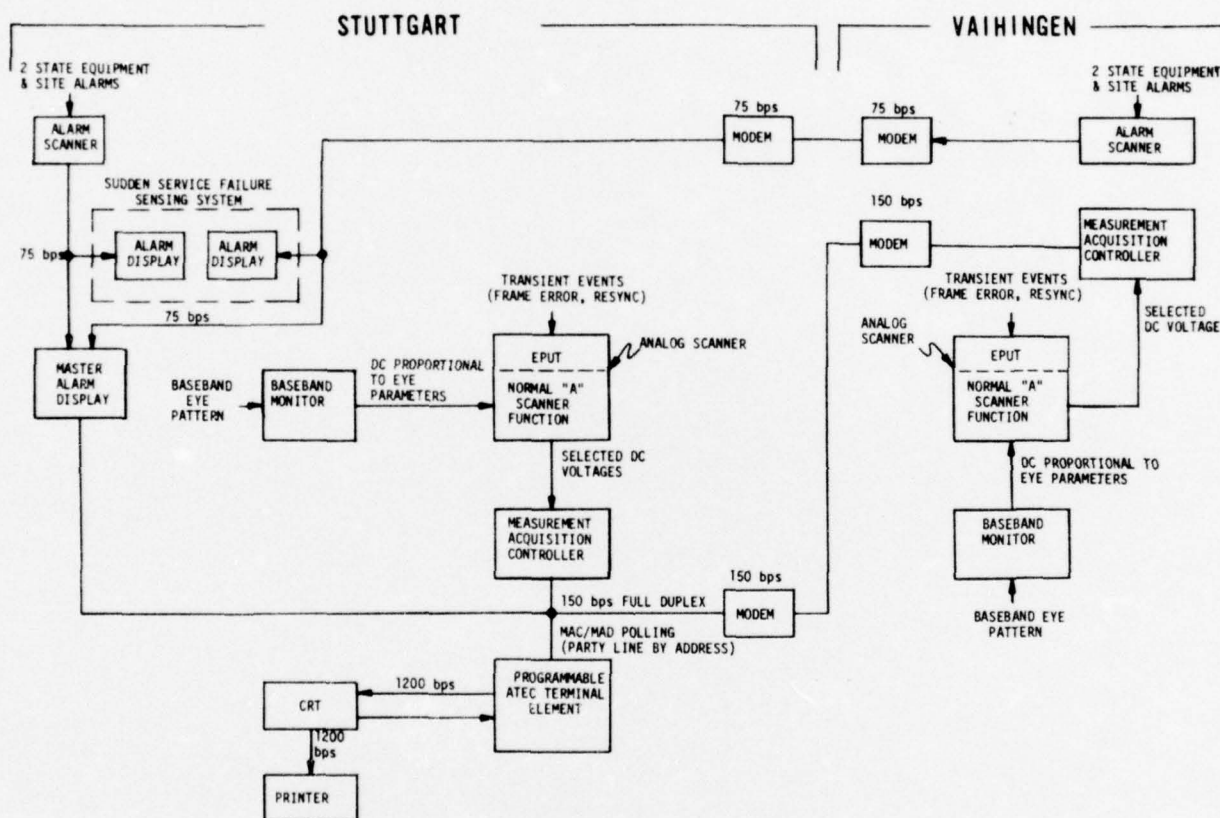 STUTTGART
VAIHINGEN
2 STATE EQUIPMENT
& SITE ALARMS
ALARM
SCANNER
SUDDEN SERVICE FAILURE
SENSING SYSTEM
75 bps
ALARM
DISPLAY
ALARM
DISPLAY
75 bps
MASTER
ALARM
DISPLAY
75 bps
MODEM
75 bps
MODEM
2 STATE EQUIPMENT
& SITE ALARMS
ALARM
SCANNER
150 bps
MODEM
MEASUREMENT
ACQUISITION
CONTROLLER
TRANSIENT EVENTS
(FRAME ERROR, RESYNC)
ANALOG SCANNER
EPUT
NORMAL "A"
SCANNER
FUNCTION
BASEBAND
EYE
PATTERN
BASEBAND
MONITOR
DC PROPORTIONAL
TO EYE
PARAMETERS
SELECTED DC
VOLTAGES
MEASUREMENT
ACQUISITION
CONTROLLER
TRANSIENT EVENTS
(FRAME ERROR, RESYNC)
ANALOG
SCANNER
EPUT
NORMAL "A"
SCANNER
FUNCTION
SELECTED
DC VOLTAGE
DC PROPORTIONAL TO
EYE PARAMETERS
BASEBAND
MONITOR
BASEBAND EYE
PATTERN
150 bps FULL DUPLEX
150 bps
MODEM
MAC/MAD POLLING
(PARTY LINE BY ADDRESS)
PROGRAMMABLE
ATEC TERMINAL
ELEMENT
1200 bps
CRT
1200
bps
PRINTER